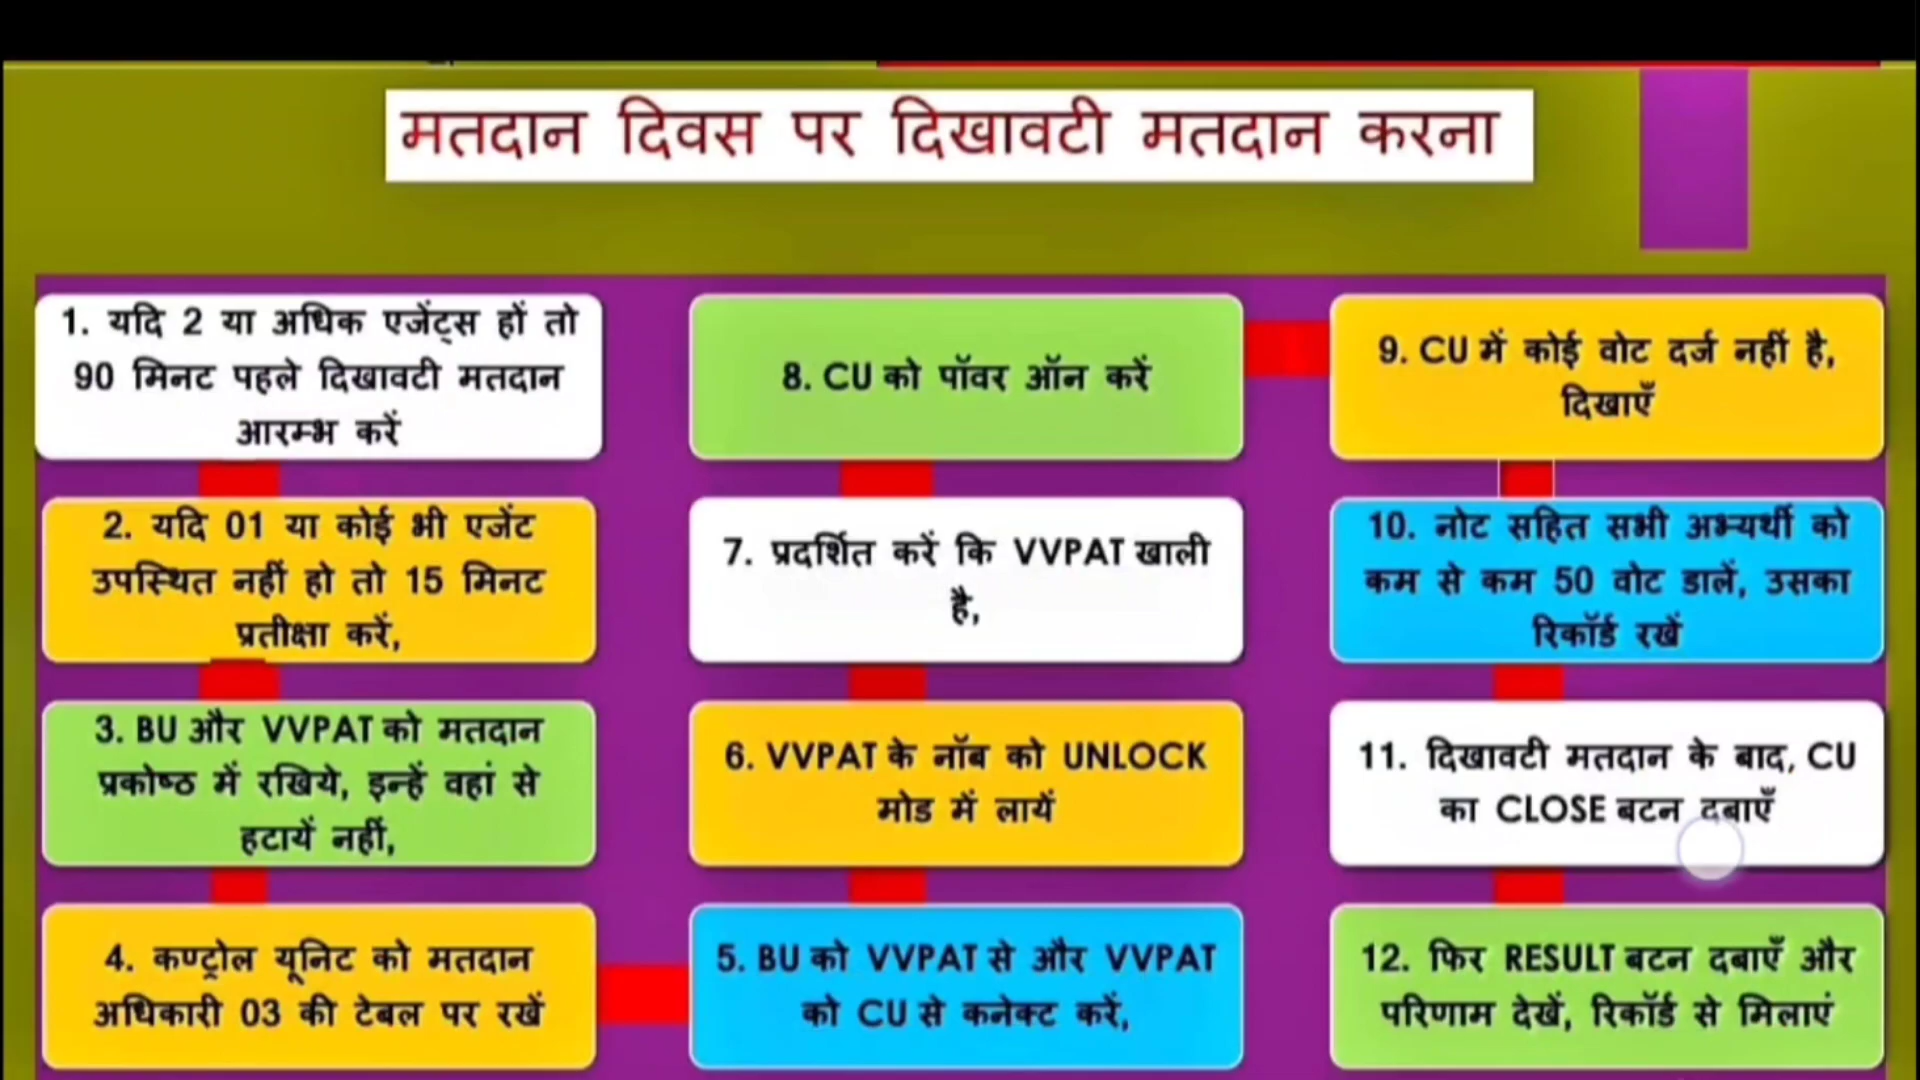 मतदान दिवस पर दिखावटी मतदान करना
1. यदि 2 या अधिक एजेंट्स हों तो
90 मिनट पहले दिखावटी मतदान
आरम्भ करें
2. यदि 01 या कोई भी एजेंट
उपस्थित नहीं हो तो 15 मिनट
प्रतीक्षा करें,
3. BU और VVPAT को मतदान
प्रकोष्ठ में रखिये, इन्हें वहां से
हटायें नहीं,
4. कण्ट्रोल यूनिट को मतदान
अधिकारी 03 की टेबल पर रखें
5. BU को VVPAT से और VVPAT
को CU से कनेक्ट करें,
6. VVPAT के नॉब को UNLOCK
मोड में लायें
7. प्रदर्शित करें कि VVPAT खाली
है,
8. CU को पॉवर ऑन करें
9. CU में कोई वोट दर्ज नहीं है,
दिखाएँ
10. नोट सहित सभी अभ्यर्थी को
कम से कम 50 वोट डालें, उसका
रिकॉर्ड रखें
11. दिखावटी मतदान के बाद, CU
का CLOSE बटन दबाएँ
12. फिर RESULT बटन दबाएँ और
परिणाम देखें, रिकॉर्ड से मिलाएं